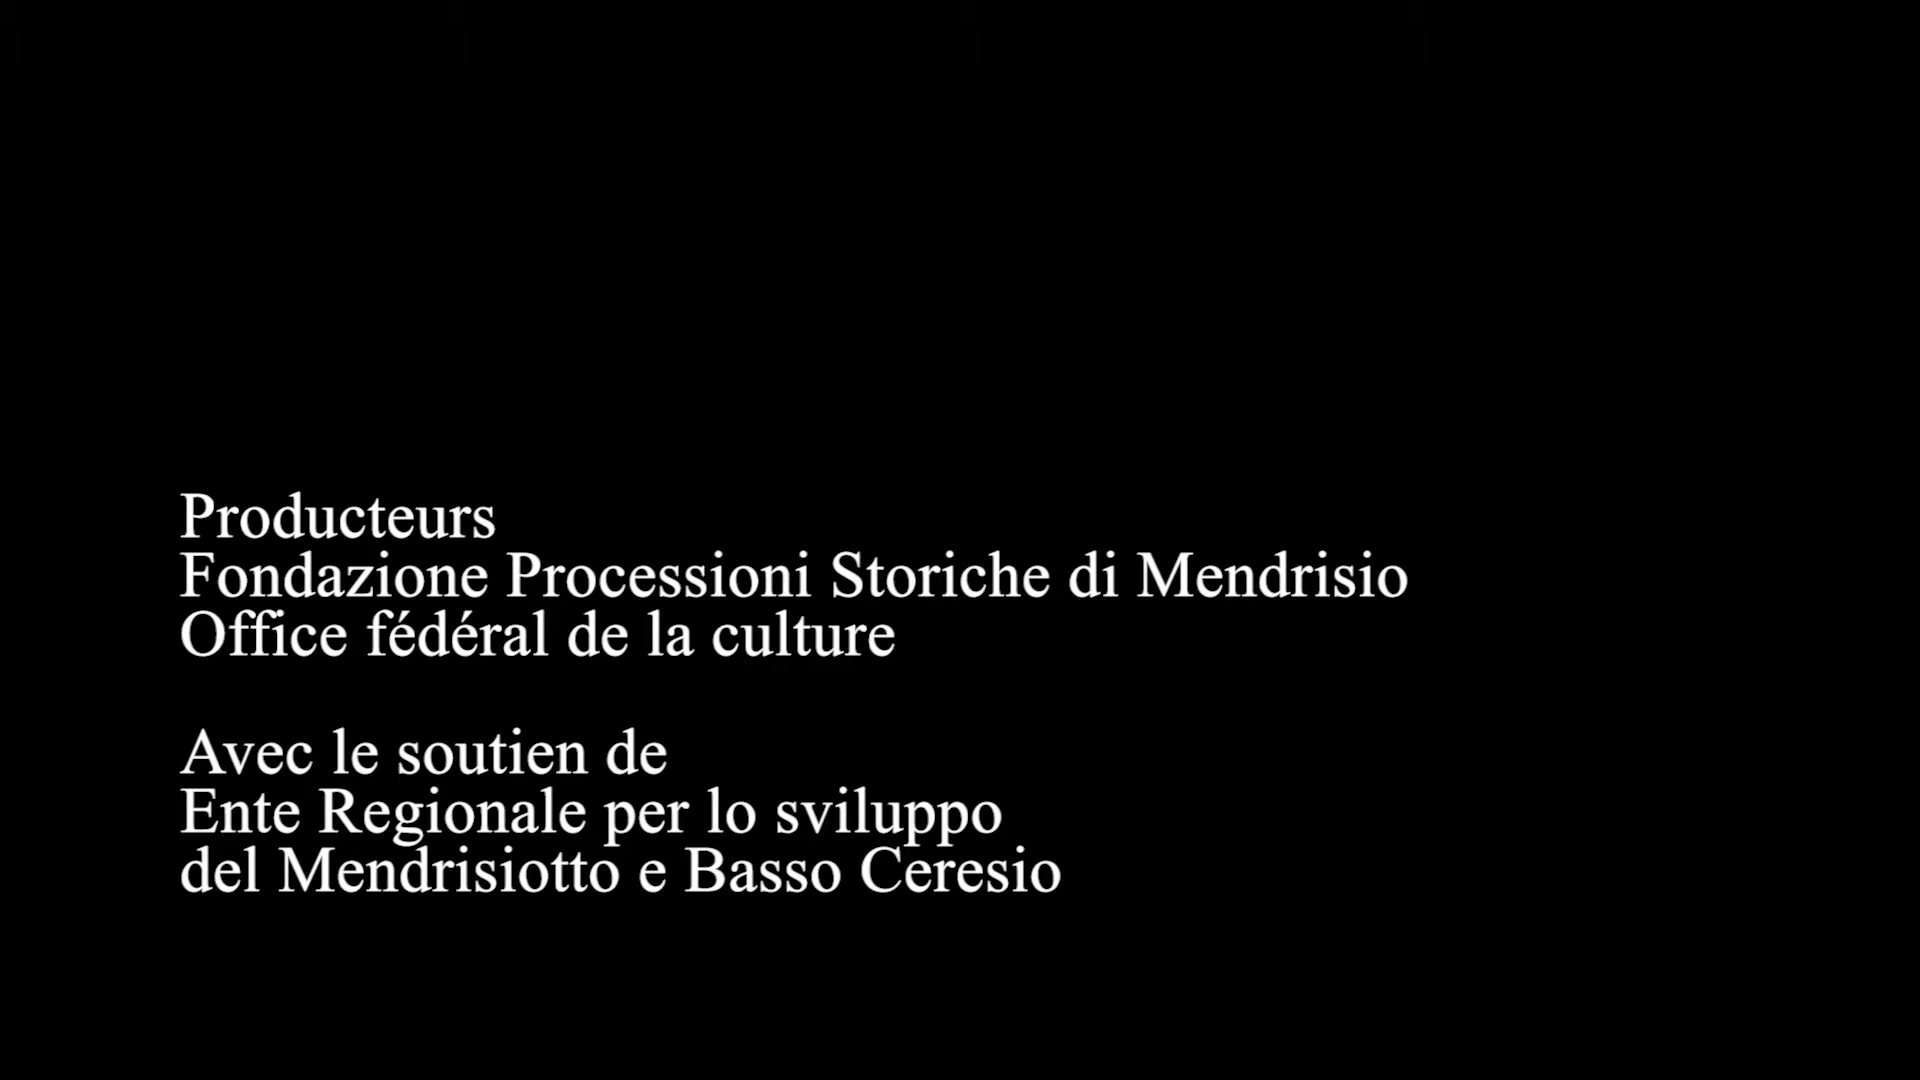 Producteurs
Fondazione Processioni Storiche di Mendrisio
Office fédéral de la culture
Avec le soutien de
Ente Regionale per lo sviluppo
del Mendrisiotto e Basso Ceresio